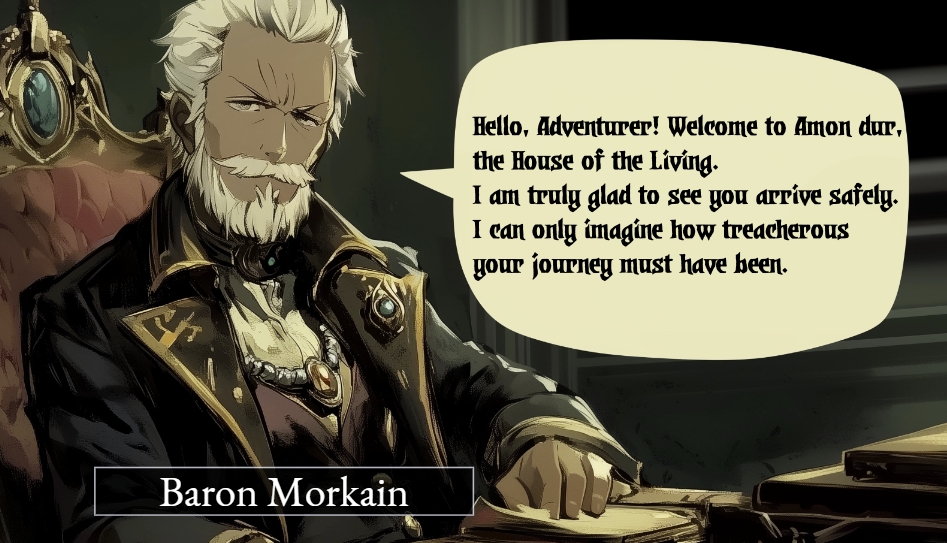 Hello, Adventurer! Welcome to Amon dur,
the House of the Living.
I am truly glad to see you arrive safely.
I can only imagine how treacherous
your journey must have been.
Baron Morkain